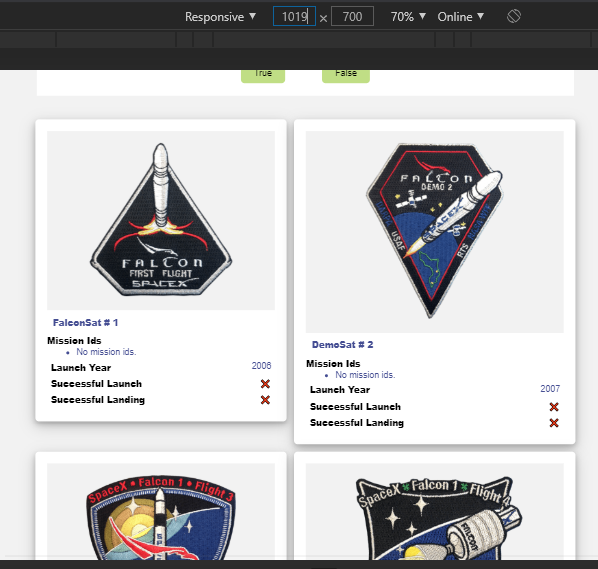 Responsive ▼ 1019 × 700 70% ▼ Online ▼
True False
FALCON
FIRST FLIGHT
SPACEX
FalconSat # 1
Mission Ids
No mission ids.
Launch Year 2006
Successful Launch ❌
Successful Landing ❌
FALCON
DEMO 2
SPACEX
USAF
DemoSat # 2
Mission Ids
No mission ids.
Launch Year 2007
Successful Launch ❌
Successful Landing ❌
SpaceX • Falcon 1 • Flight 3
SpaceX Falcon 1 Flight 4
FALCON